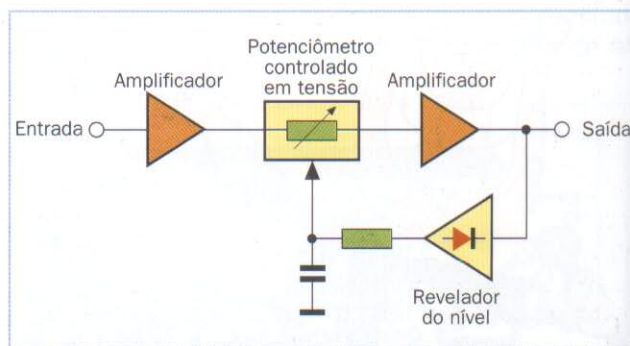 Potenciômetro
controlado
em tensão
Amplificador
Amplificador
Entrada
Saída
Revelador
do nível